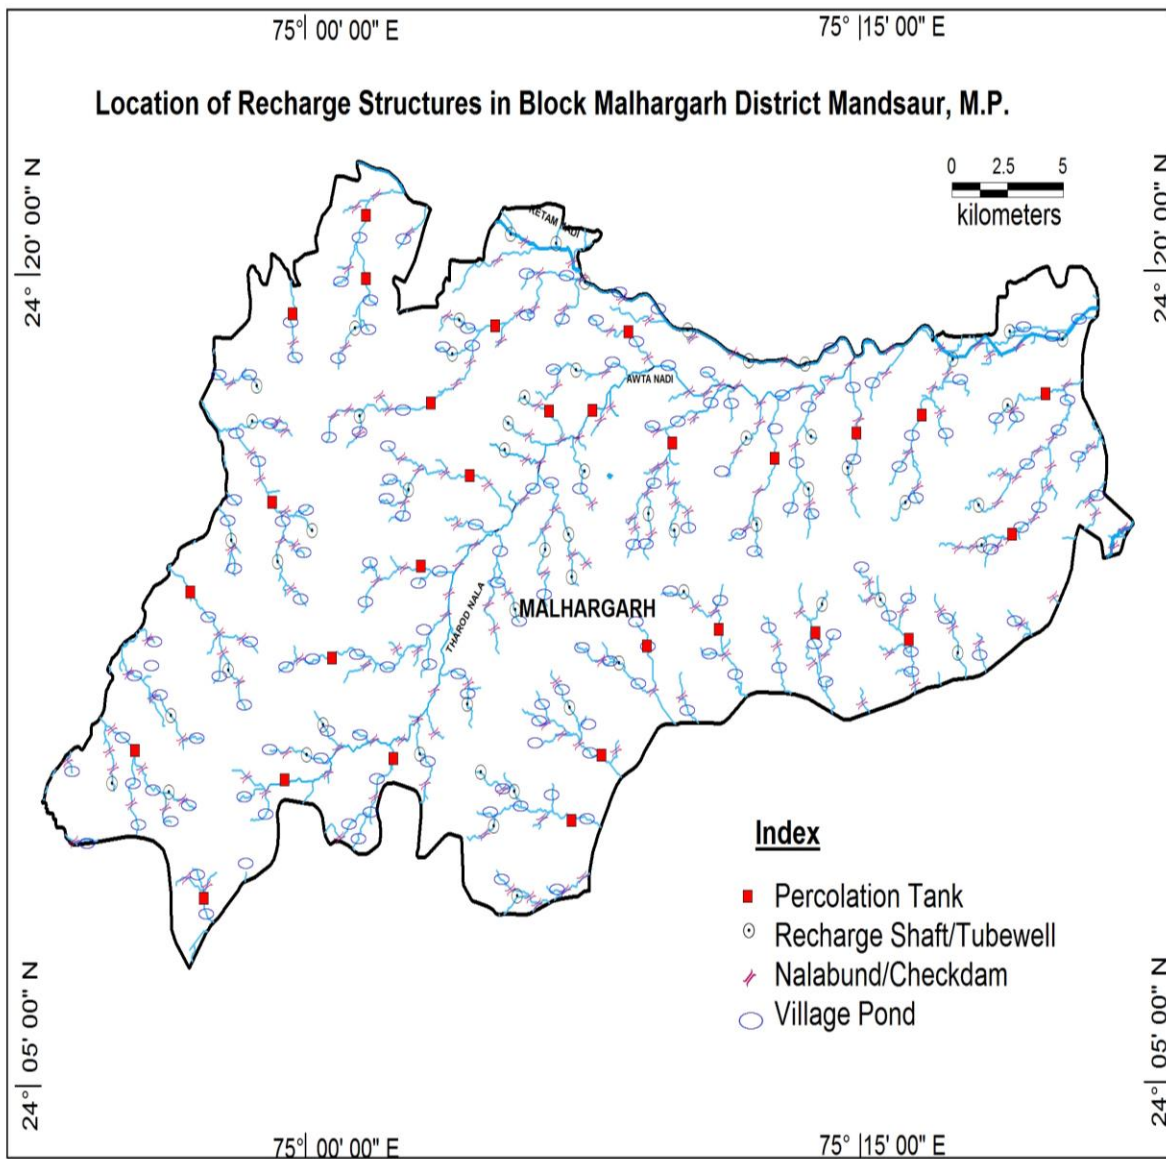 75° 00' 00" E
75° 15' 00" E
Location of Recharge Structures in Block Malhargarh District Mandsaur, M.P.
24° 20' 00" N
24° 20' 00" N
0 2.5 5
kilometers
RETAM NADI
AWTA NADI
THAROD NALA
MALHARGARH
Index
Percolation Tank
Recharge Shaft/Tubewell
Nalabund/Checkdam
Village Pond
24° 05' 00" N
24° 05' 00" N
75° 00' 00" E
75° 15' 00" E